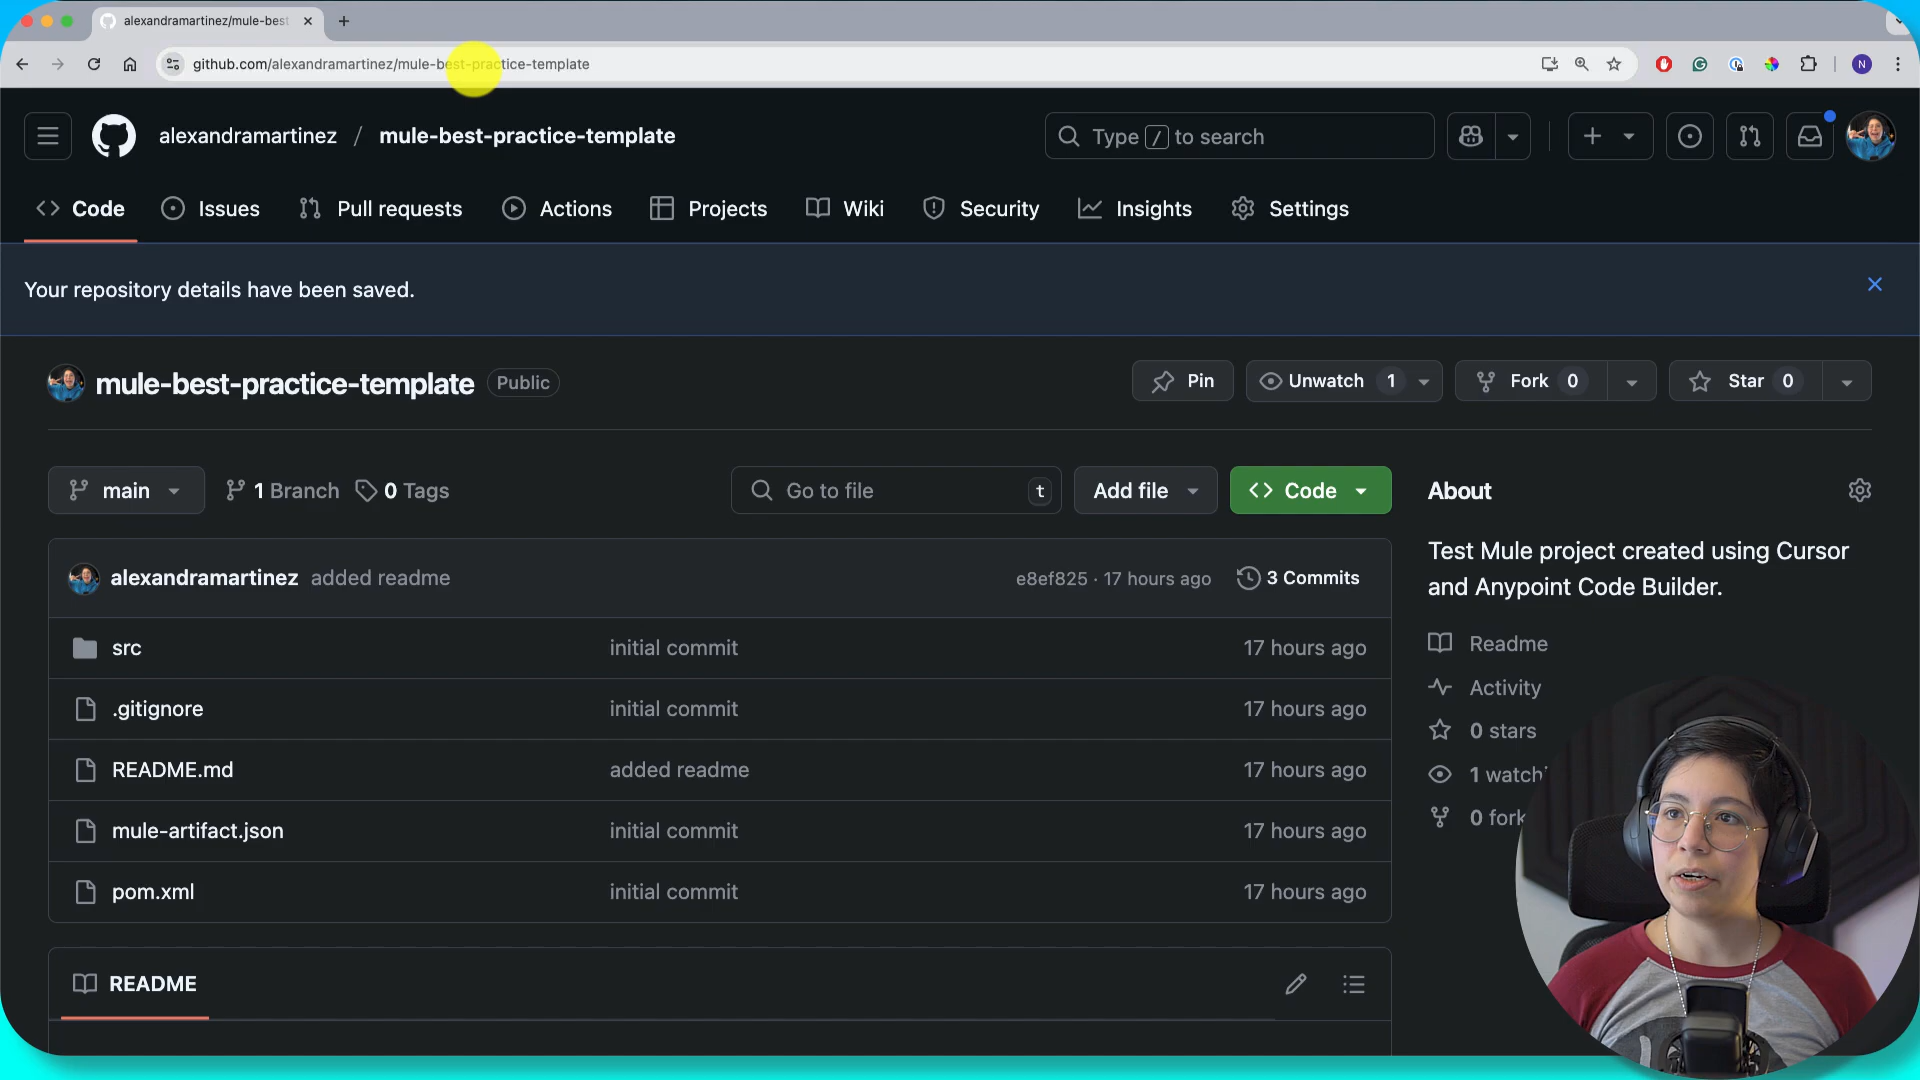 alexandramartinez/mule-best
github.com/alexandramartinez/mule-best-practice-template
N
alexandramartinez / mule-best-practice-template
Type / to search
Code Issues Pull requests Actions Projects Wiki Security Insights Settings
Your repository details have been saved.
mule-best-practice-template Public
Pin Unwatch 1 Fork 0 Star 0
main 1 Branch 0 Tags Go to file t Add file Code
About
Test Mule project created using Cursor
and Anypoint Code Builder.
alexandramartinez added readme e8ef825 · 17 hours ago 3 Commits
src initial commit 17 hours ago
.gitignore initial commit 17 hours ago
README.md added readme 17 hours ago
mule-artifact.json initial commit 17 hours ago
pom.xml initial commit 17 hours ago
Readme
Activity
0 stars
1 watchi
0 fork
README